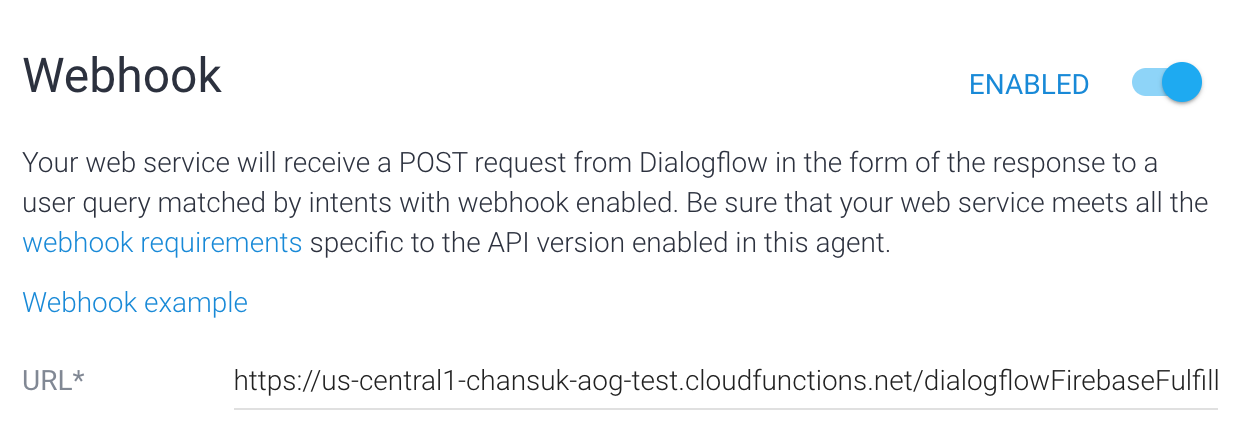 Webhook
ENABLED
Your web service will receive a POST request from Dialogflow in the form of the response to a
user query matched by intents with webhook enabled. Be sure that your web service meets all the
webhook requirements specific to the API version enabled in this agent.
Webhook example
URL*
https://us-central1-chansuk-aog-test.cloudfunctions.net/dialogflowFirebaseFulfill